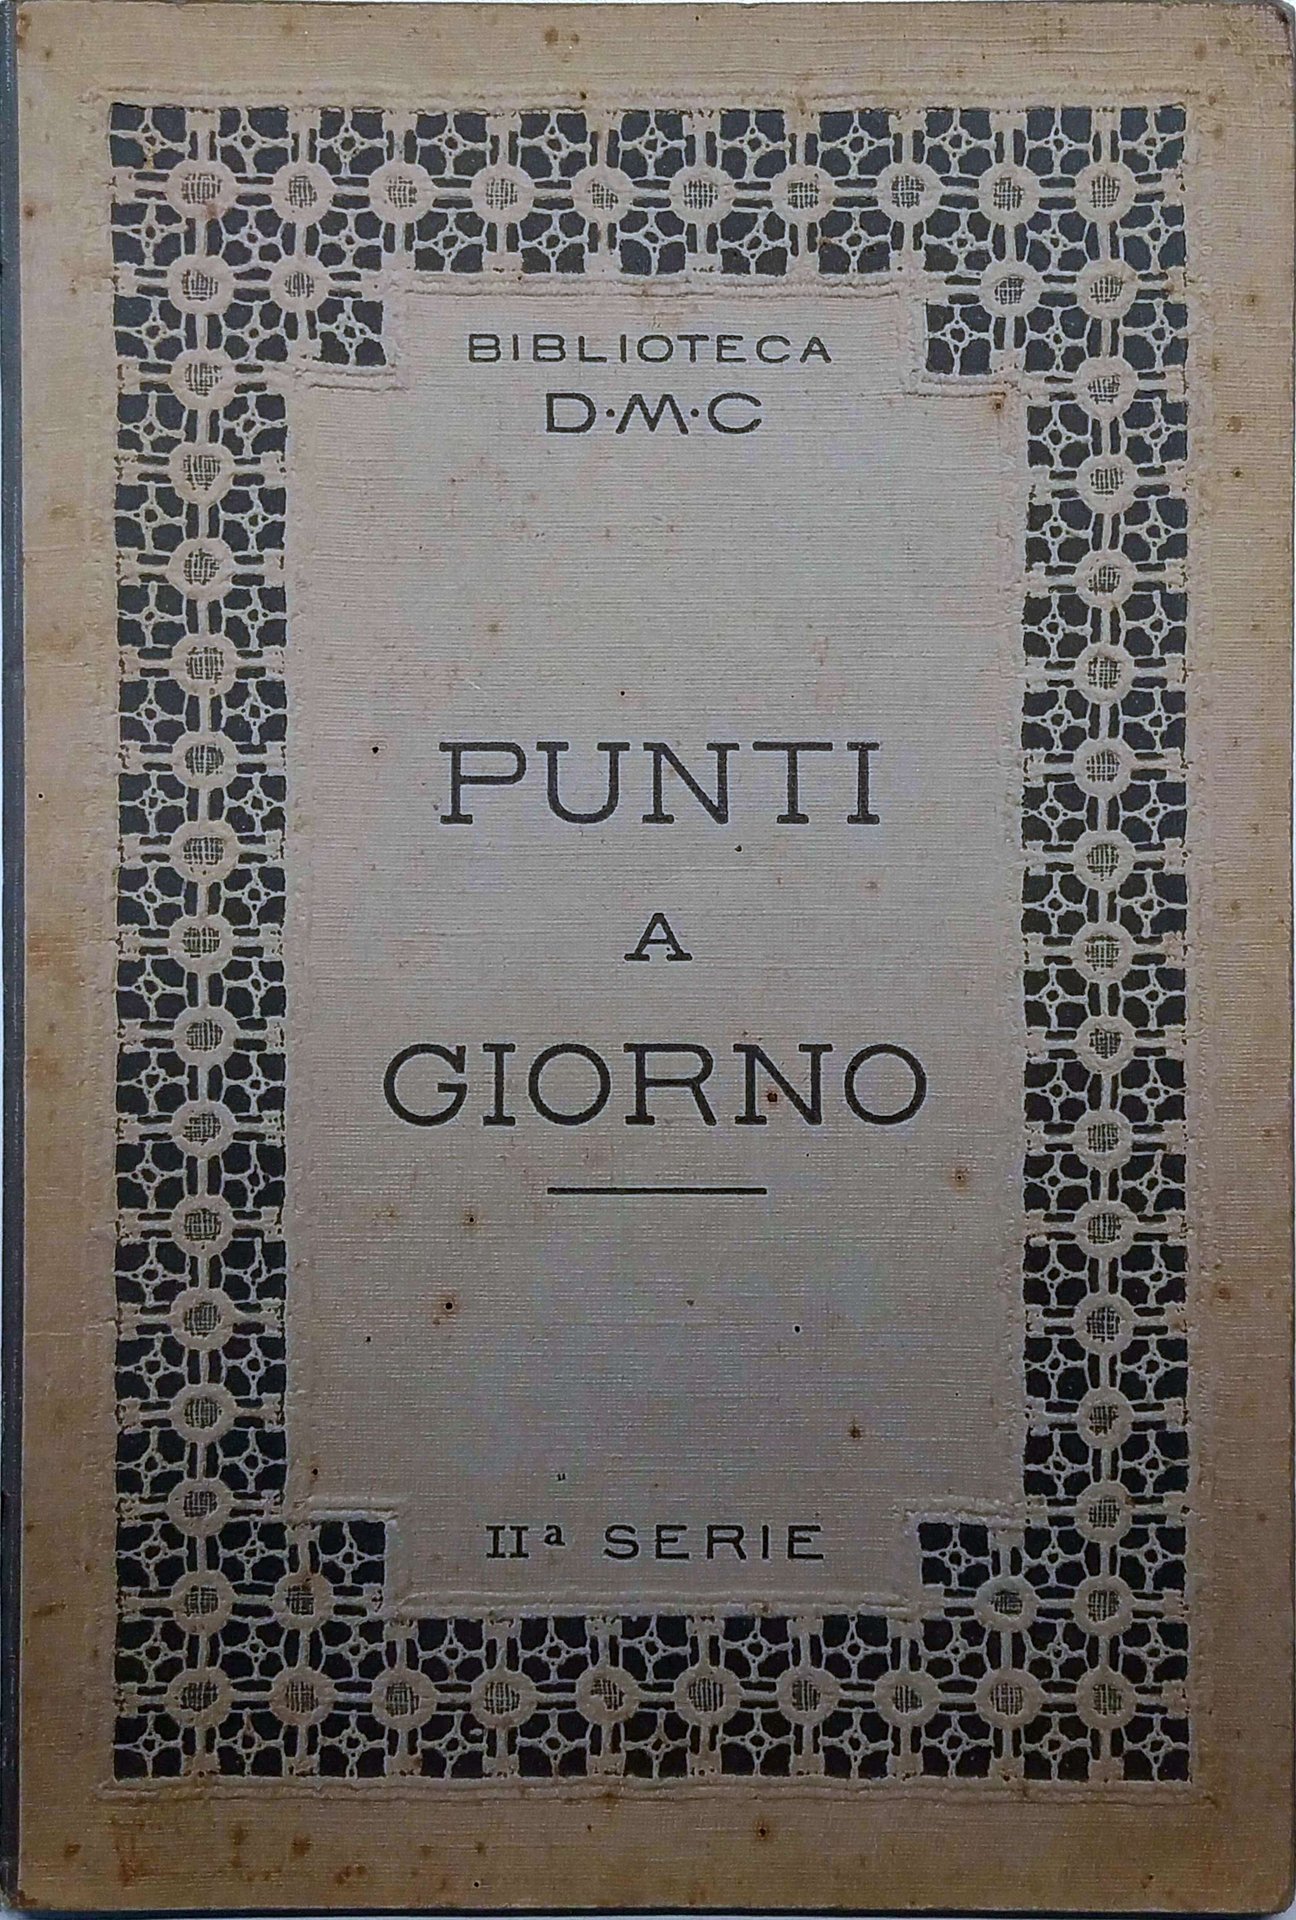 BIBLIOTECA
D·M·C
PUNTI
A
GIORNO
IIª SERIE